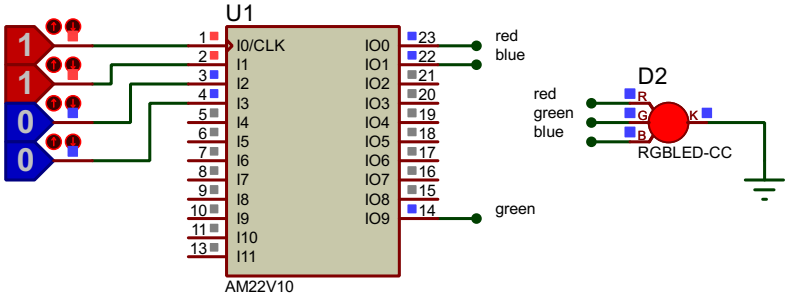 U1
1 1 I0/CLK IO0 23 red
1 2 I1 IO1 22 blue
0 3 I2 IO2 21
0 4 I3 IO3 20
5 I4 IO4 19
6 I5 IO5 18
7 I6 IO6 17
8 I7 IO7 16
9 I8 IO8 15
10 I9 IO9 14 green
11 I10
13 I11
AM22V10
D2
red R
green G K
blue B
RGBLED-CC